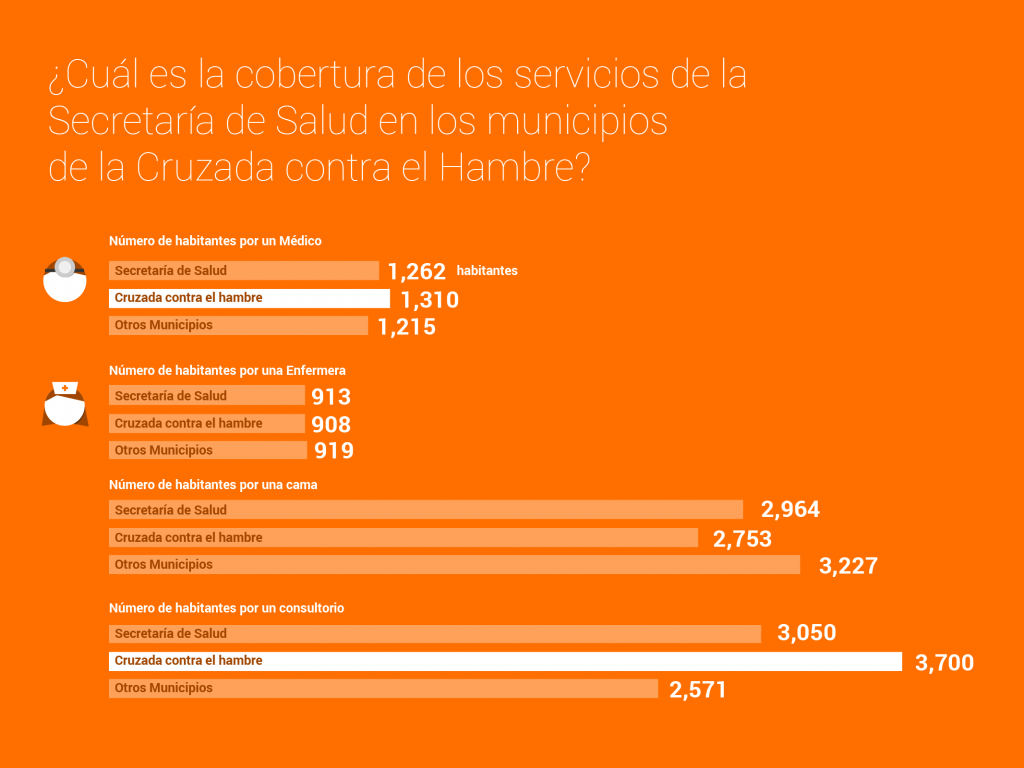 ¿Cuál es la cobertura de los servicios de la
Secretaría de Salud en los municipios
de la Cruzada contra el Hambre?
Número de habitantes por un Médico
Secretaría de Salud 1,262 habitantes
Cruzada contra el hambre 1,310
Otros Municipios 1,215
Número de habitantes por una Enfermera
Secretaría de Salud 913
Cruzada contra el hambre 908
Otros Municipios 919
Número de habitantes por una cama
Secretaría de Salud 2,964
Cruzada contra el hambre 2,753
Otros Municipios 3,227
Número de habitantes por un consultorio
Secretaría de Salud 3,050
Cruzada contra el hambre 3,700
Otros Municipios 2,571